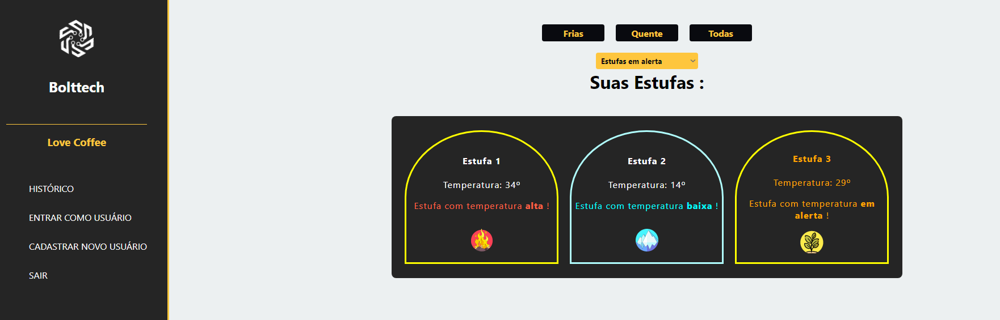 Bolttech
Love Coffee
HISTÓRICO
ENTRAR COMO USUÁRIO
CADASTRAR NOVO USUÁRIO
SAIR
Frias
Quente
Todas
Estufas em alerta
Suas Estufas :
Estufa 1
Temperatura: 34º
Estufa com temperatura alta !
Estufa 2
Temperatura: 14º
Estufa com temperatura baixa !
Estufa 3
Temperatura: 29º
Estufa com temperatura em
alerta !